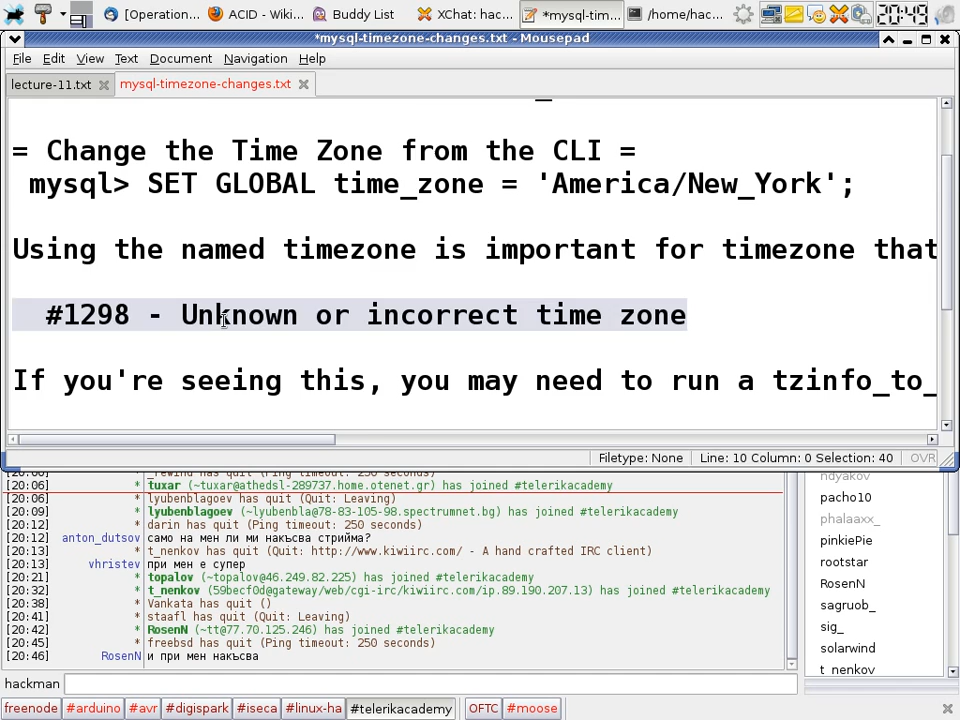 [Operation...
ACID - Wiki...
Buddy List
XChat: hac...
*mysql-tim...
/home/hac...
20:49
*mysql-timezone-changes.txt - Mousepad
File Edit View Text Document Navigation Help
lecture-11.txt
mysql-timezone-changes.txt
= Change the Time Zone from the CLI =
mysql> SET GLOBAL time_zone = 'America/New_York';
Using the named timezone is important for timezone that
#1298 - Unknown or incorrect time zone
If you're seeing this, you may need to run a tzinfo_to_
Filetype: None
Line: 10 Column: 0 Selection: 40
OVR
[20:06] * tuxar (~tuxar@athedsl-289737.home.otenet.gr) has joined #telerikacademy
[20:06] * lyubenblagoev has quit (Quit: Leaving)
[20:09] * lyubenblagoev (~lyubenbla@78-83-105-98.spectrumnet.bg) has joined #telerikacademy
[20:12] * darin has quit (Ping timeout: 250 seconds)
[20:12] anton_dutsov само на мен ли ми накъсва стрийма?
[20:13] * t_nenkov has quit (Quit: http://www.kiwiirc.com/ - A hand crafted IRC client)
[20:13] vhristev при мен е супер
[20:21] * topalov (~topalov@46.249.82.225) has joined #telerikacademy
[20:32] * t_nenkov (59becf0d@gateway/web/cgi-irc/kiwiirc.com/ip.89.190.207.13) has joined #telerikacademy
[20:38] * Vankata has quit ()
[20:41] * staafl has quit (Quit: Leaving)
[20:42] * RosenN (~tt@77.70.125.246) has joined #telerikacademy
[20:45] * freebsd has quit (Ping timeout: 250 seconds)
[20:46] RosenN и при мен накъсва
ndyakov
pacho10
phalaaxx_
pinkiePie
rootstar
RosenN
sagruob_
sig_
solarwind
t_nenkov
hackman
freenode #arduino #avr #digispark #iseca #linux-ha #telerikacademy OFTC #moose